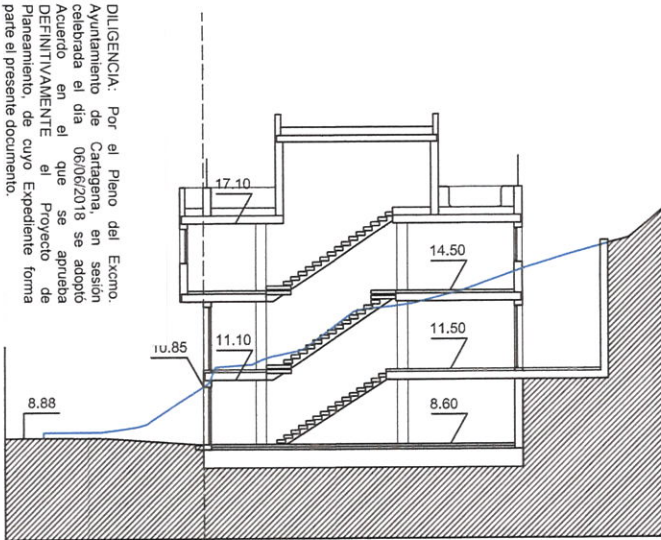 DILIGENCIA: Por el Pleno del Excmo.
Ayuntamiento de Cartagena, en sesión
celebrada el día 06/06/2018 se adoptó
Acuerdo en el que se aprueba
DEFINITIVAMENTE el Proyecto de
Planeamiento, de cuyo Expediente forma
parte el presente documento.
17.10
14.50
10.85
11.10
11.50
8.88
8.60